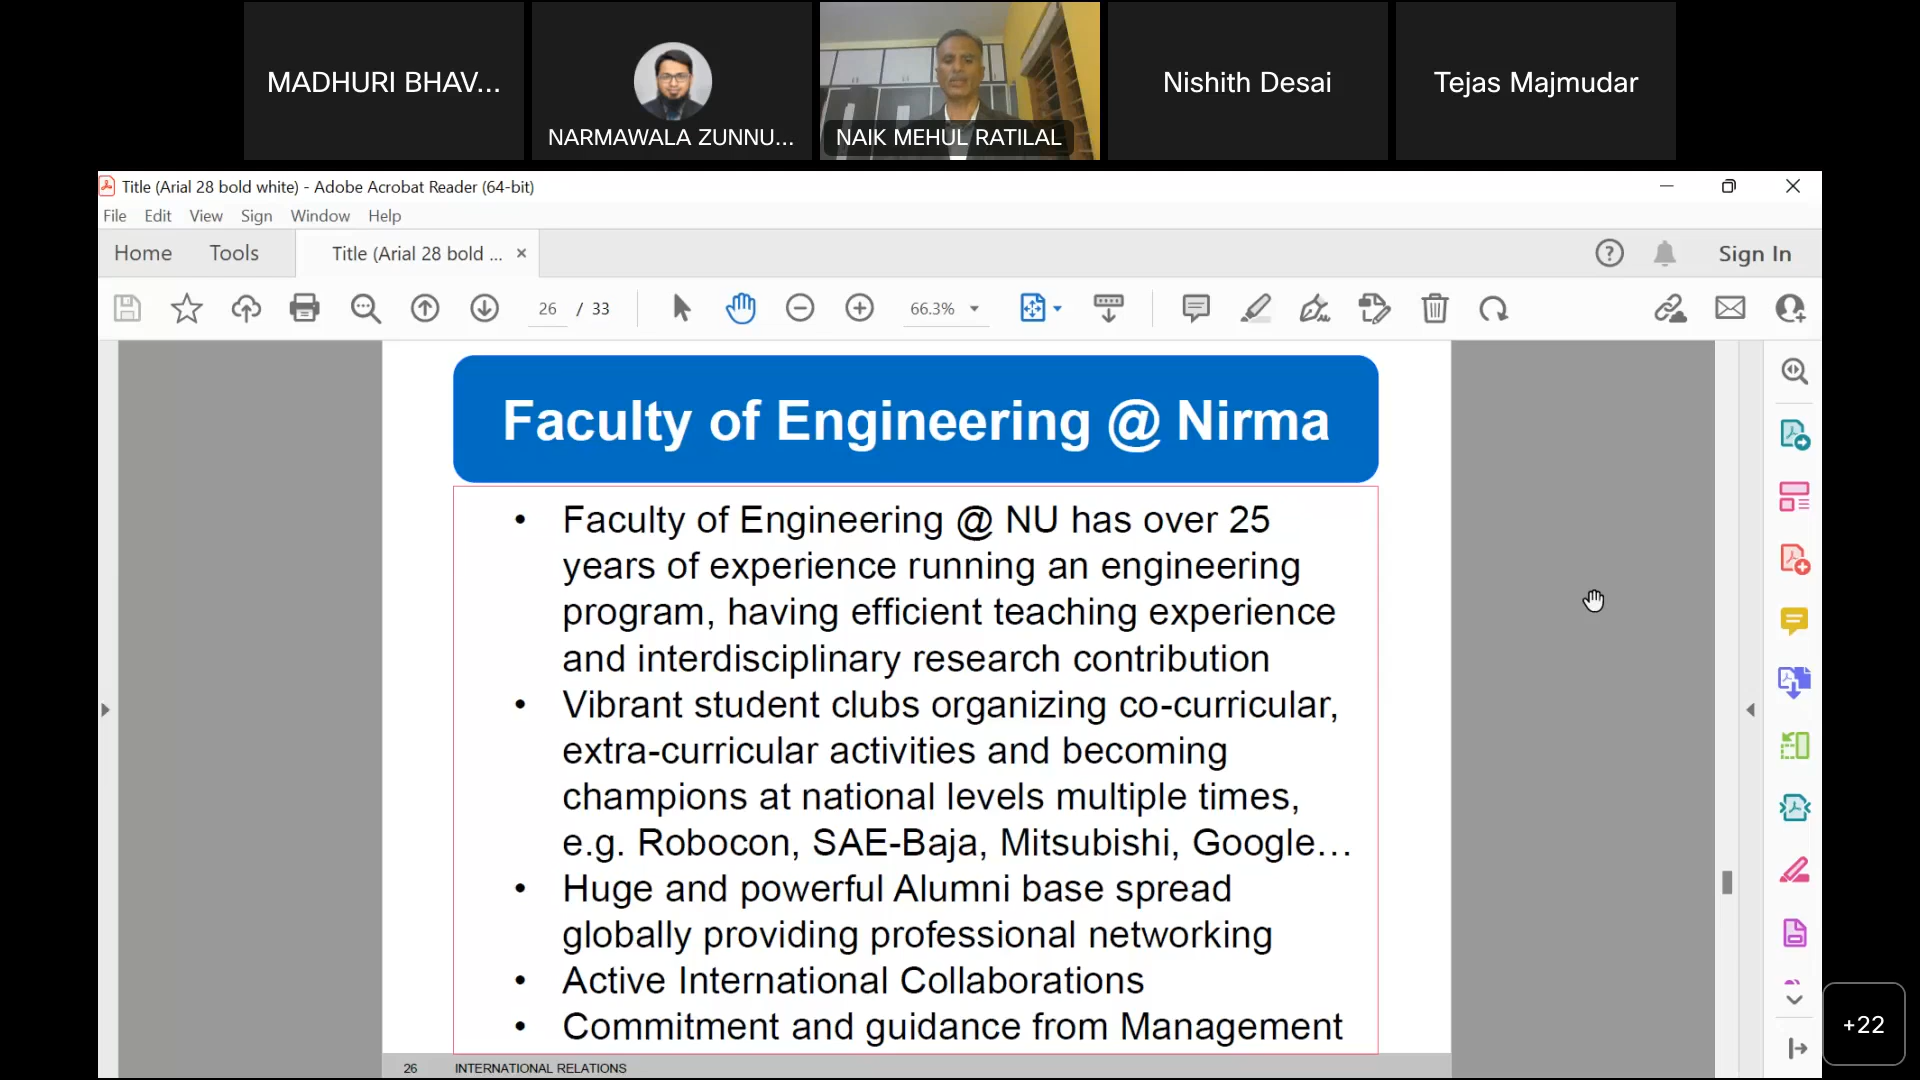 MADHURI BHAV...
NARMAWALA ZUNNU...
NAIK MEHUL RATILAL
Nishith Desai
Tejas Majmudar
Title (Arial 28 bold white) - Adobe Acrobat Reader (64-bit)
File Edit View Sign Window Help
Home Tools Title (Arial 28 bold ... × Sign In
26 / 33 66.3%
Faculty of Engineering @ Nirma
• Faculty of Engineering @ NU has over 25
years of experience running an engineering
program, having efficient teaching experience
and interdisciplinary research contribution
• Vibrant student clubs organizing co-curricular,
extra-curricular activities and becoming
champions at national levels multiple times,
e.g. Robocon, SAE-Baja, Mitsubishi, Google…
• Huge and powerful Alumni base spread
globally providing professional networking
• Active International Collaborations
• Commitment and guidance from Management
26 INTERNATIONAL RELATIONS
+22